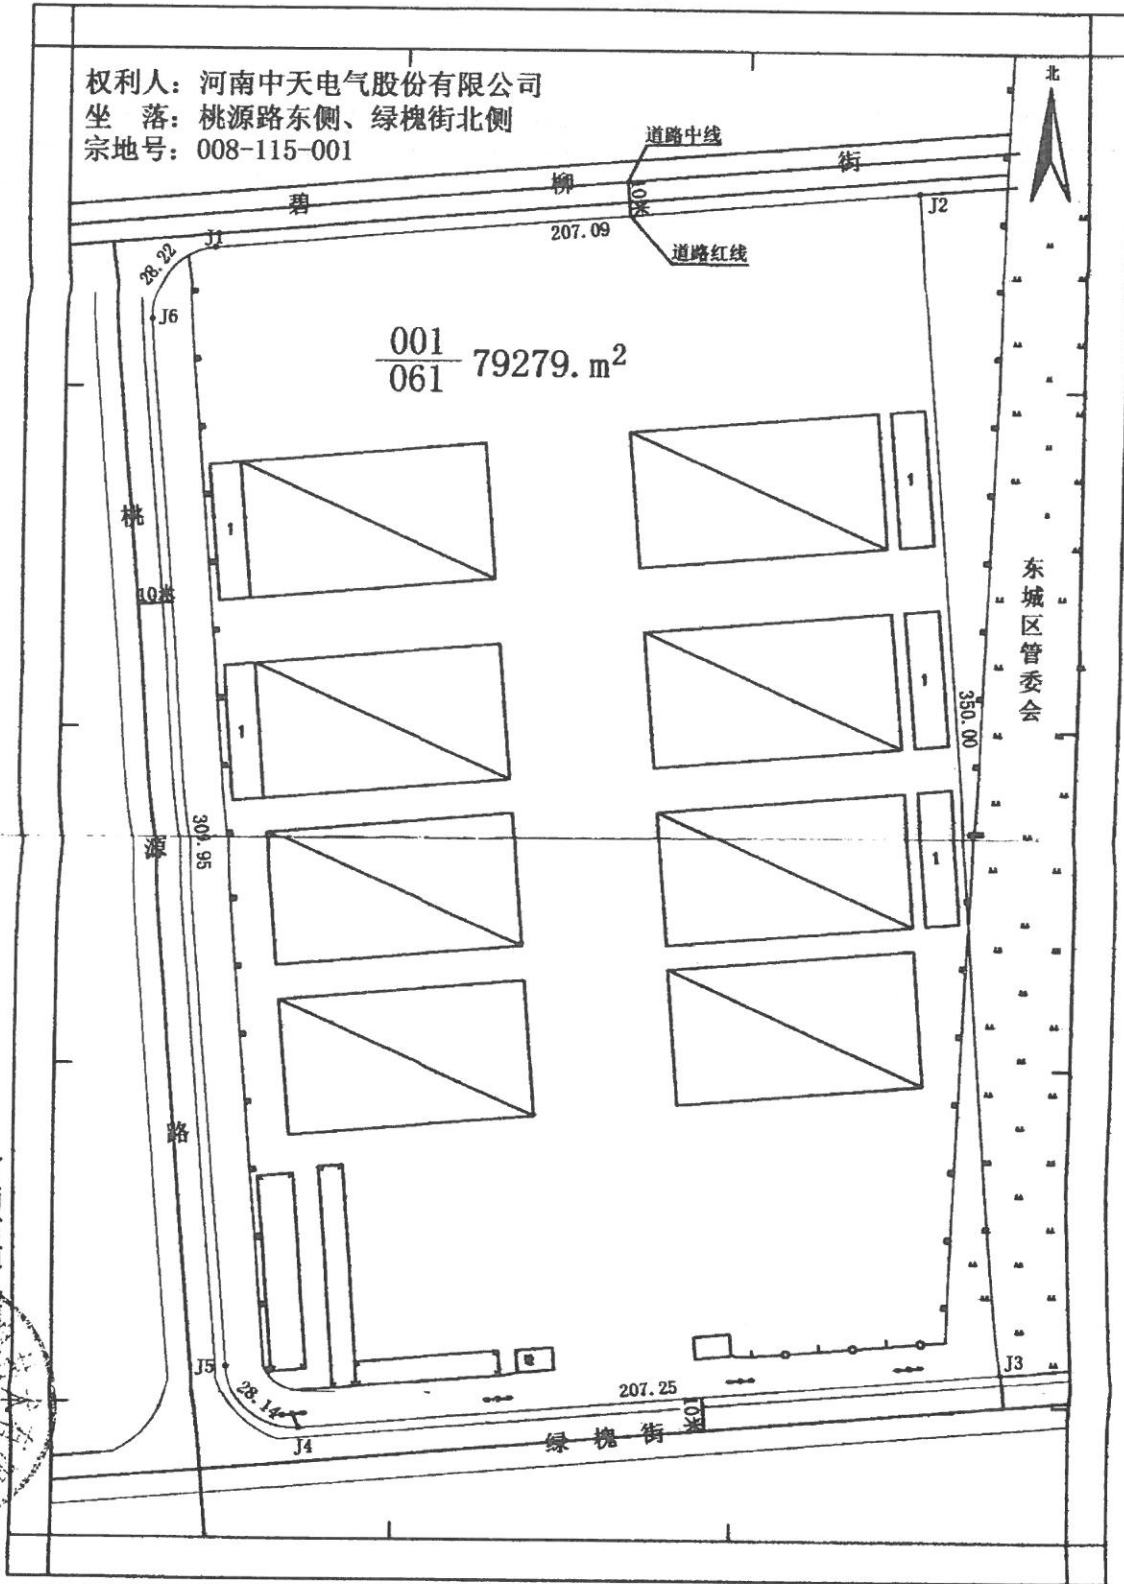 权利人：河南中天电气股份有限公司
坐　落：桃源路东侧、绿槐街北侧
宗地号：008-115-001
北
道路中线
碧 柳 街
10米
道路红线
J1
207.09
J2
28.22
J6
001
061
79279. m²
桃 源 路
10米
309.95
1
1
1
1
1
350.00
东城区管委会
J5
28.14
J4
207.25
J3
10米
绿 槐 街